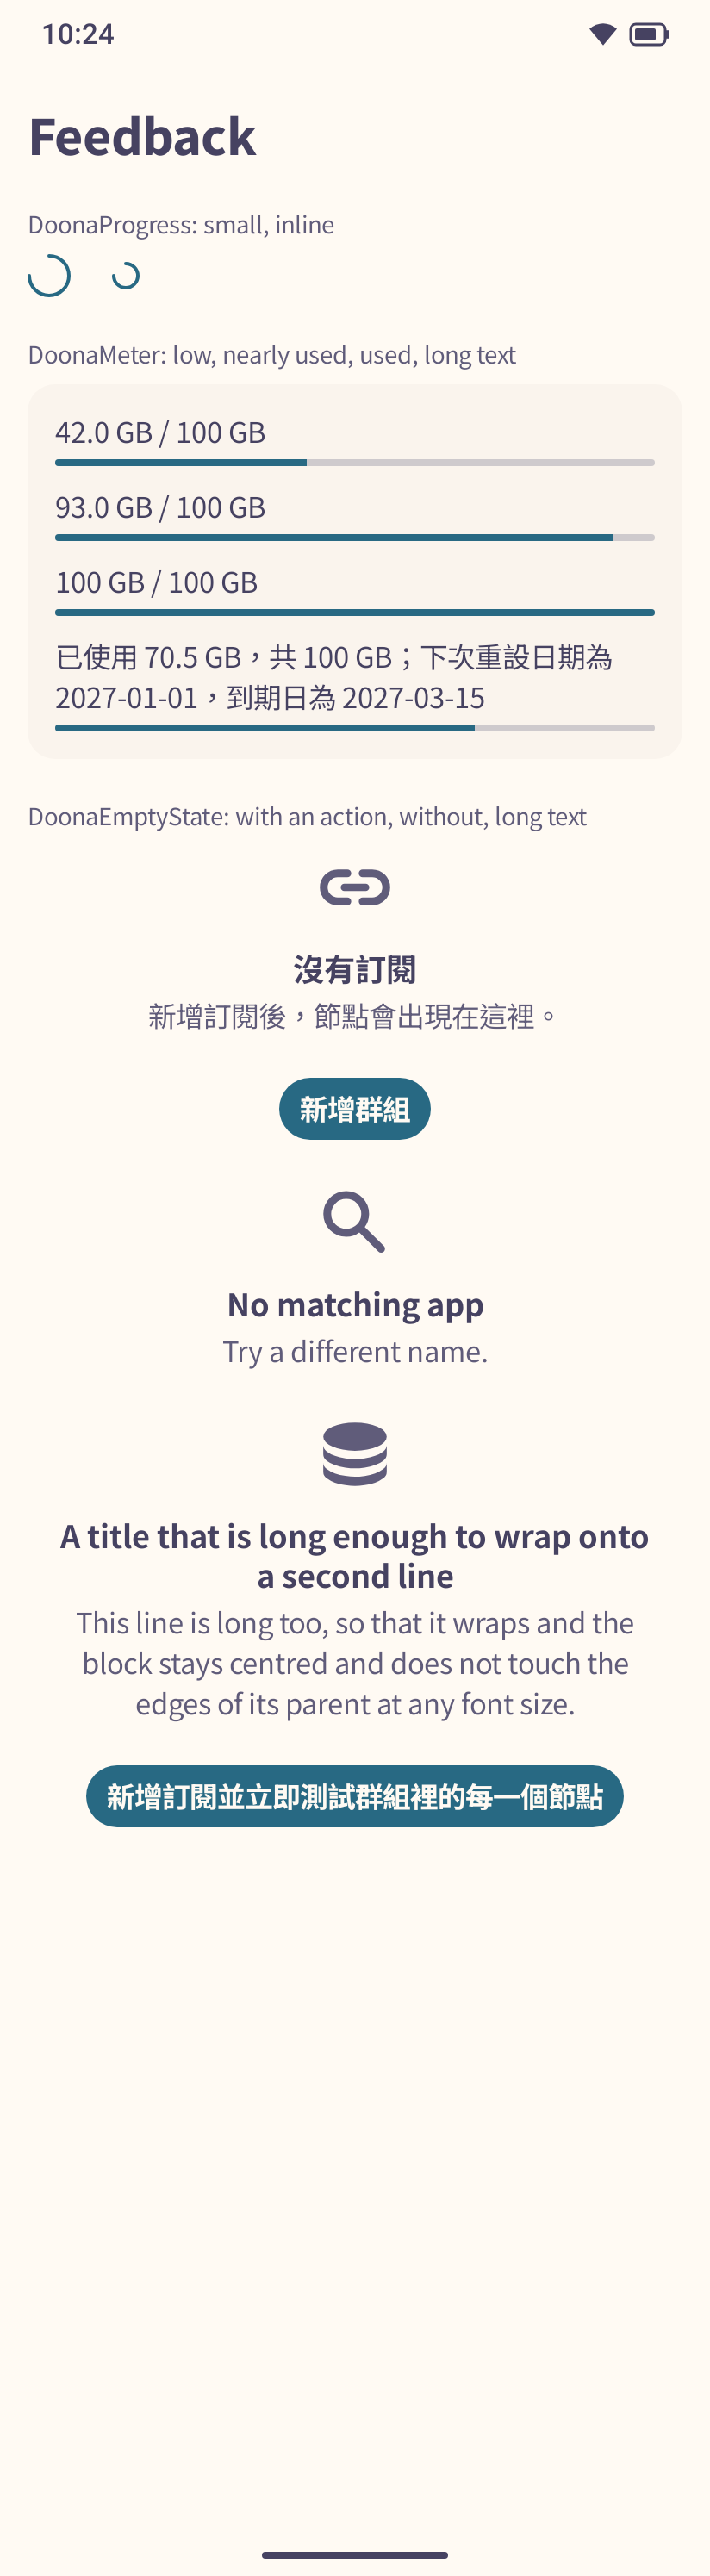 10:24
Feedback
DoonaProgress: small, inline
DoonaMeter: low, nearly used, used, long text
42.0 GB / 100 GB
93.0 GB / 100 GB
100 GB / 100 GB
已使用 70.5 GB，共 100 GB；下次重設日期為
2027-01-01，到期日為 2027-03-15
DoonaEmptyState: with an action, without, long text
沒有訂閱
新增訂閱後，節點會出現在這裡。
新增群組
No matching app
Try a different name.
A title that is long enough to wrap onto
a second line
This line is long too, so that it wraps and the
block stays centred and does not touch the
edges of its parent at any font size.
新增訂閱並立即測試群組裡的每一個節點